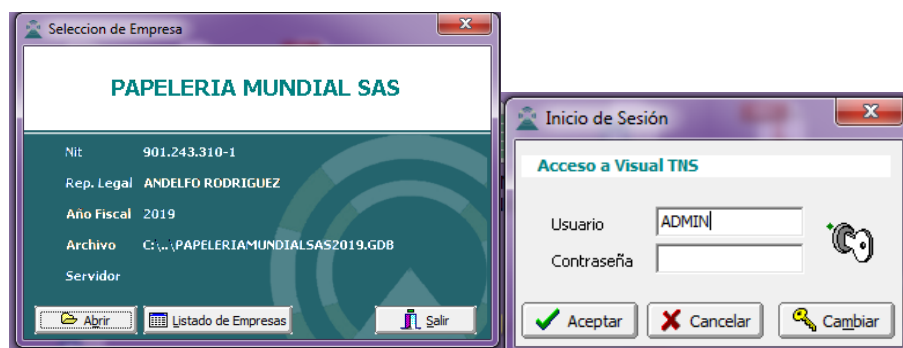 Seleccion de Empresa
PAPELERIA MUNDIAL SAS
Nit 901.243.310-1
Rep. Legal ANDELFO RODRIGUEZ
Año Fiscal 2019
Archivo C:\..\PAPELERIAMUNDIALSAS2019.GDB
Servidor
Abrir Listado de Empresas Salir
Inicio de Sesión
Acceso a Visual TNS
Usuario ADMIN
Contraseña
Aceptar Cancelar Cambiar